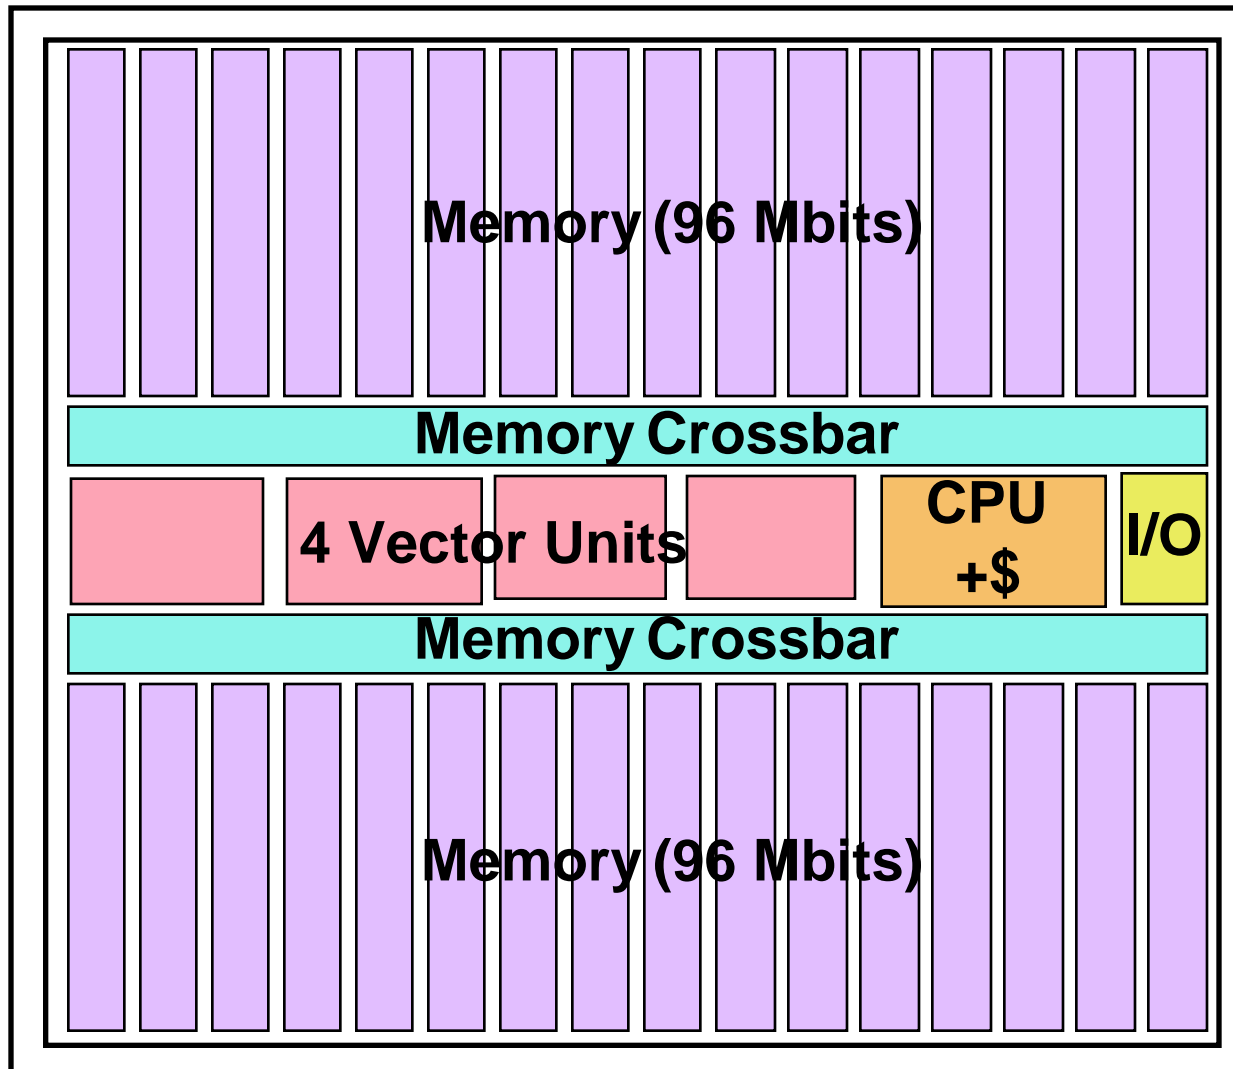 Memory (96 Mbits)
Memory Crossbar
4 Vector Units
CPU
+$
I/O
Memory Crossbar
Memory (96 Mbits)